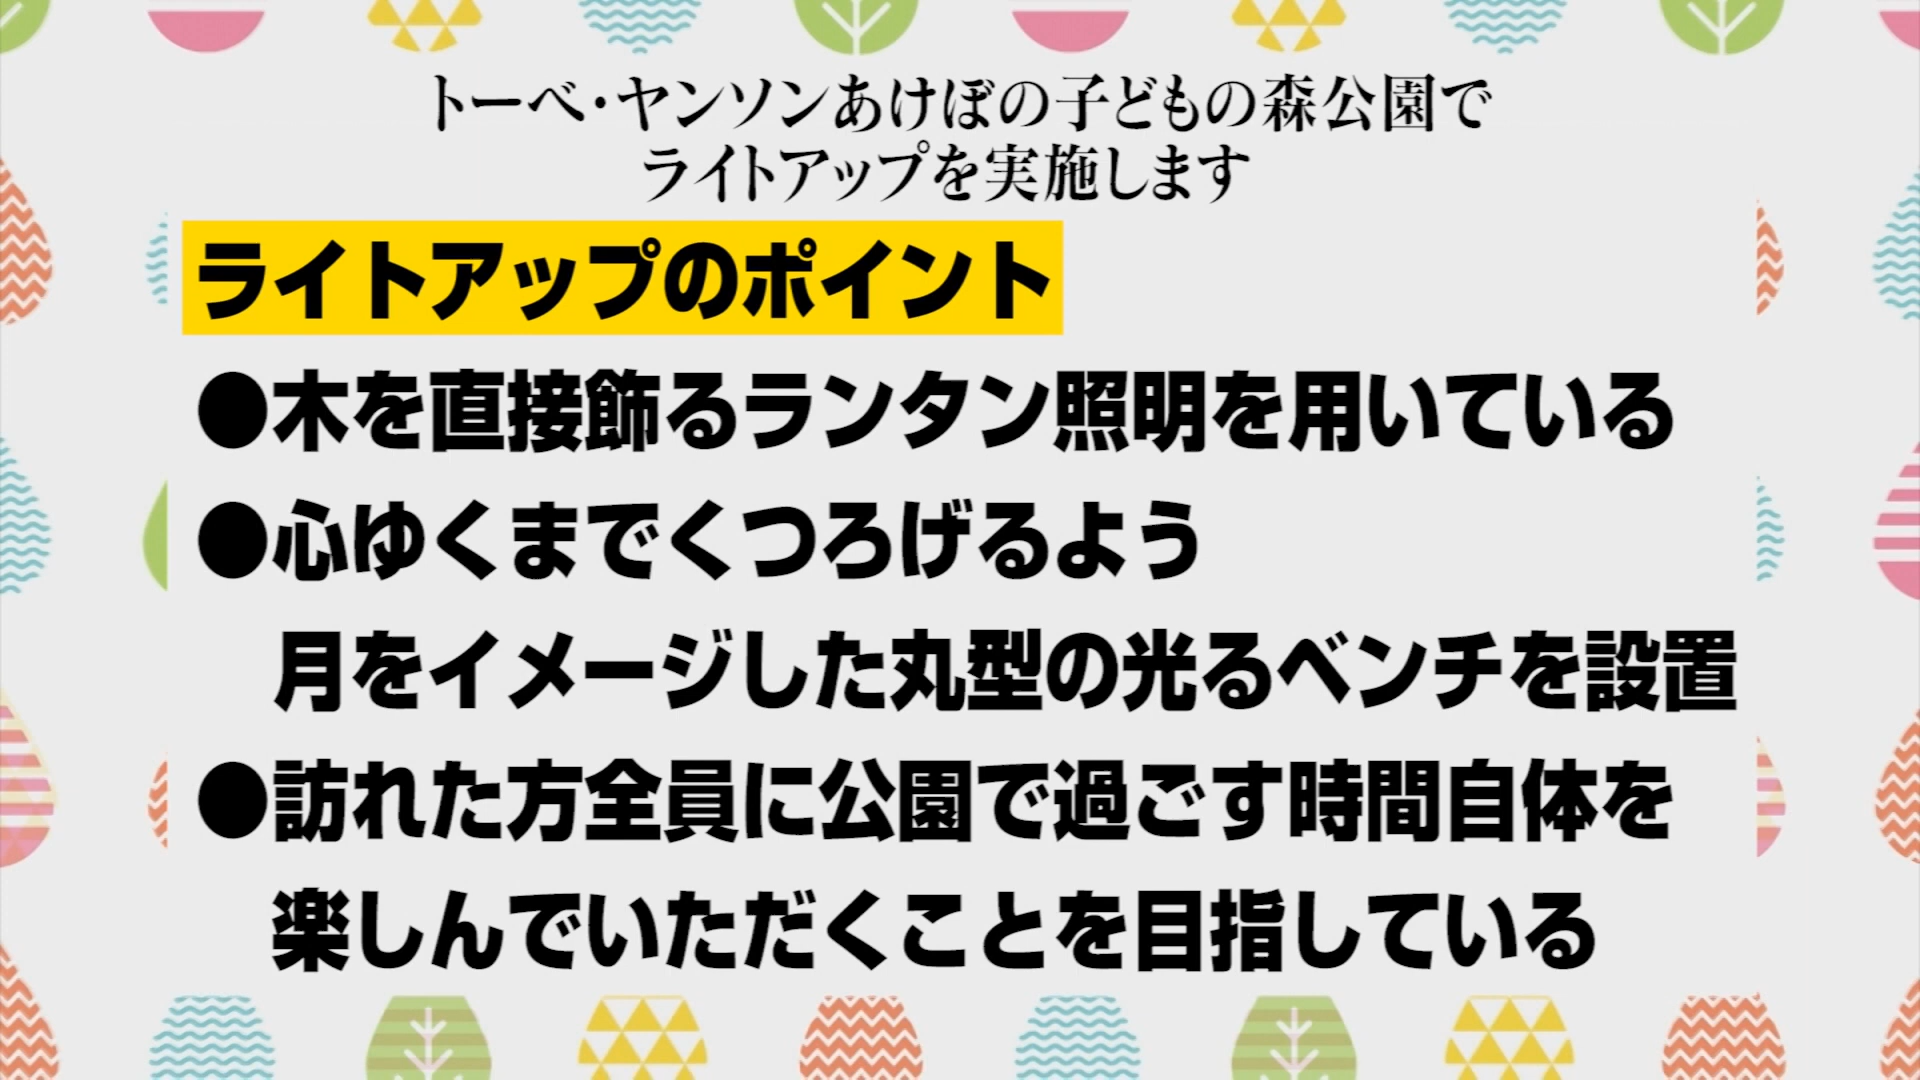 トーベ・ヤンソンあけぼの子どもの森公園で
ライトアップを実施します
ライトアップのポイント
●木を直接飾るランタン照明を用いている
●心ゆくまでくつろげるよう
月をイメージした丸型の光るベンチを設置
●訪れた方全員に公園で過ごす時間自体を
楽しんでいただくことを目指している